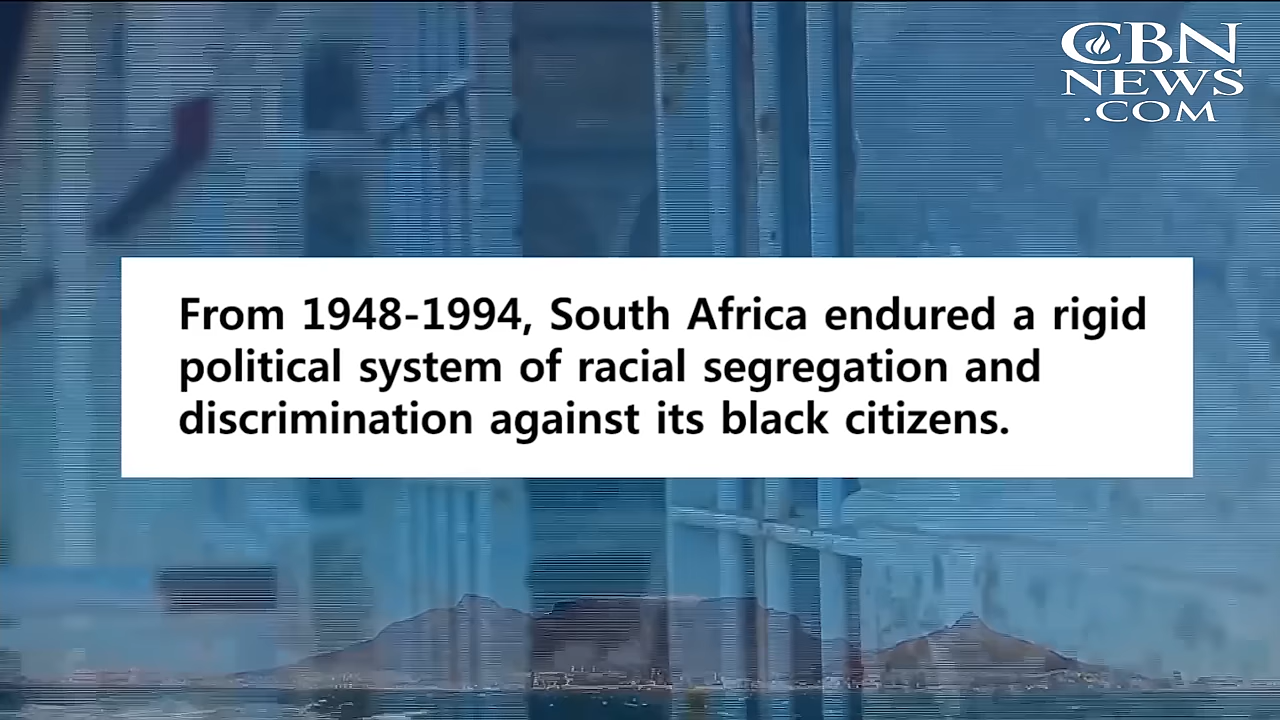 CBN
NEWS
.COM
From 1948-1994, South Africa endured a rigid
political system of racial segregation and
discrimination against its black citizens.